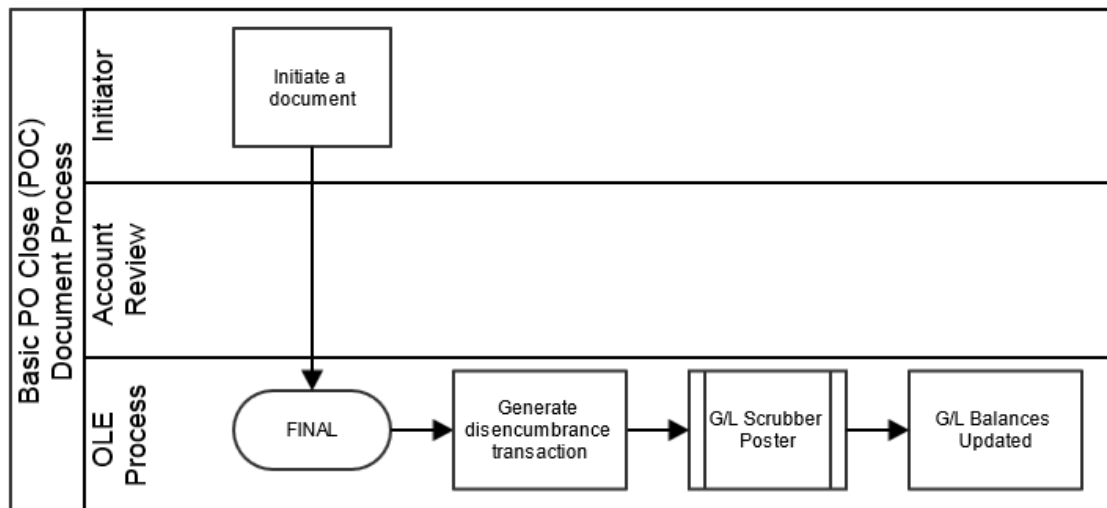 Basic PO Close (POC)
Document Process
Initiator
Initiate a
document
Account
Review
OLE
Process
FINAL
Generate
disencumbrance
transaction
G/L Scrubber
Poster
G/L Balances
Updated